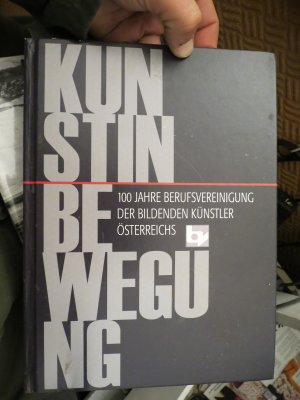 KUN
STIN
BE
WEGU
NG
100 JAHRE BERUFSVEREINIGUNG
DER BILDENDEN KÜNSTLER
ÖSTERREICHS
bv